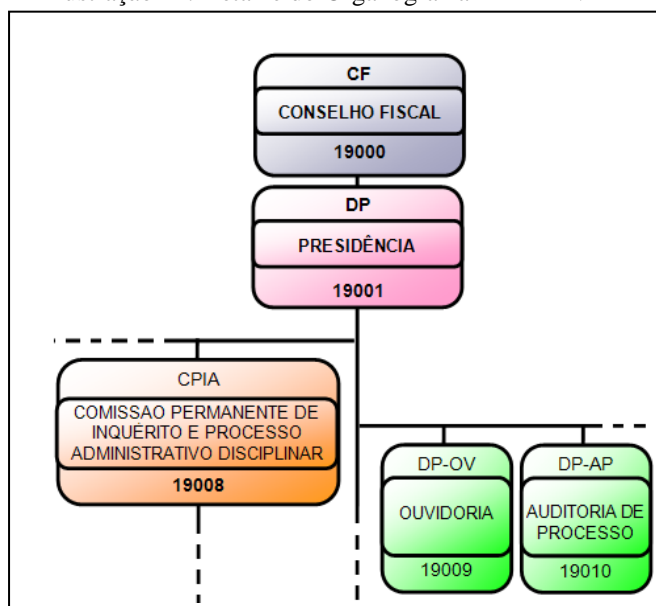 CF
CONSELHO FISCAL
19000
DP
PRESIDÊNCIA
19001
CPIA
COMISSAO PERMANENTE DE
INQUÉRITO E PROCESSO
ADMINISTRATIVO DISCIPLINAR
19008
DP-OV
OUVIDORIA
19009
DP-AP
AUDITORIA DE
PROCESSO
19010